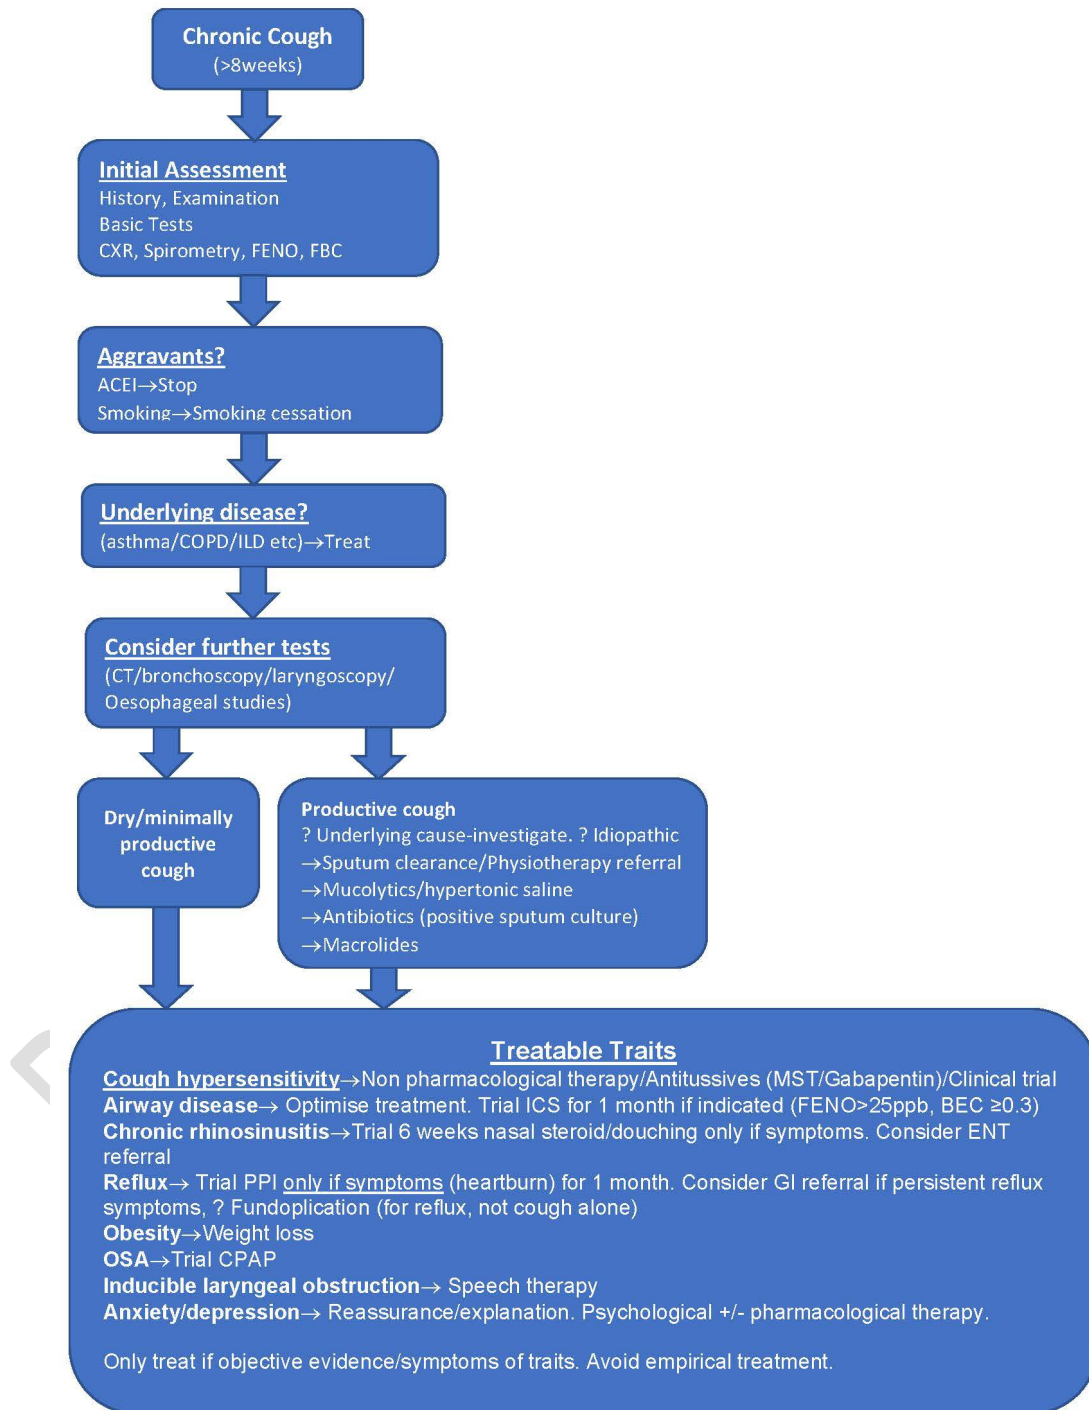 Chronic Cough
(>8weeks)
Initial Assessment
History, Examination
Basic Tests
CXR, Spirometry, FENO, FBC
Aggravants?
ACEI→Stop
Smoking→Smoking cessation
Underlying disease?
(asthma/COPD/ILD etc)→Treat
Consider further tests
(CT/bronchoscopy/laryngoscopy/
Oesophageal studies)
Dry/minimally
productive
cough
Productive cough
? Underlying cause-investigate. ? Idiopathic
→Sputum clearance/Physiotherapy referral
→Mucolytics/hypertonic saline
→Antibiotics (positive sputum culture)
→Macrolides
Treatable Traits
Cough hypersensitivity→Non pharmacological therapy/Antitussives (MST/Gabapentin)/Clinical trial
Airway disease→ Optimise treatment. Trial ICS for 1 month if indicated (FENO>25ppb, BEC ≥0.3)
Chronic rhinosinusitis→Trial 6 weeks nasal steroid/douching only if symptoms. Consider ENT
referral
Reflux→ Trial PPI only if symptoms (heartburn) for 1 month. Consider GI referral if persistent reflux
symptoms, ? Fundoplication (for reflux, not cough alone)
Obesity→Weight loss
OSA→Trial CPAP
Inducible laryngeal obstruction→ Speech therapy
Anxiety/depression→ Reassurance/explanation. Psychological +/- pharmacological therapy.
Only treat if objective evidence/symptoms of traits. Avoid empirical treatment.